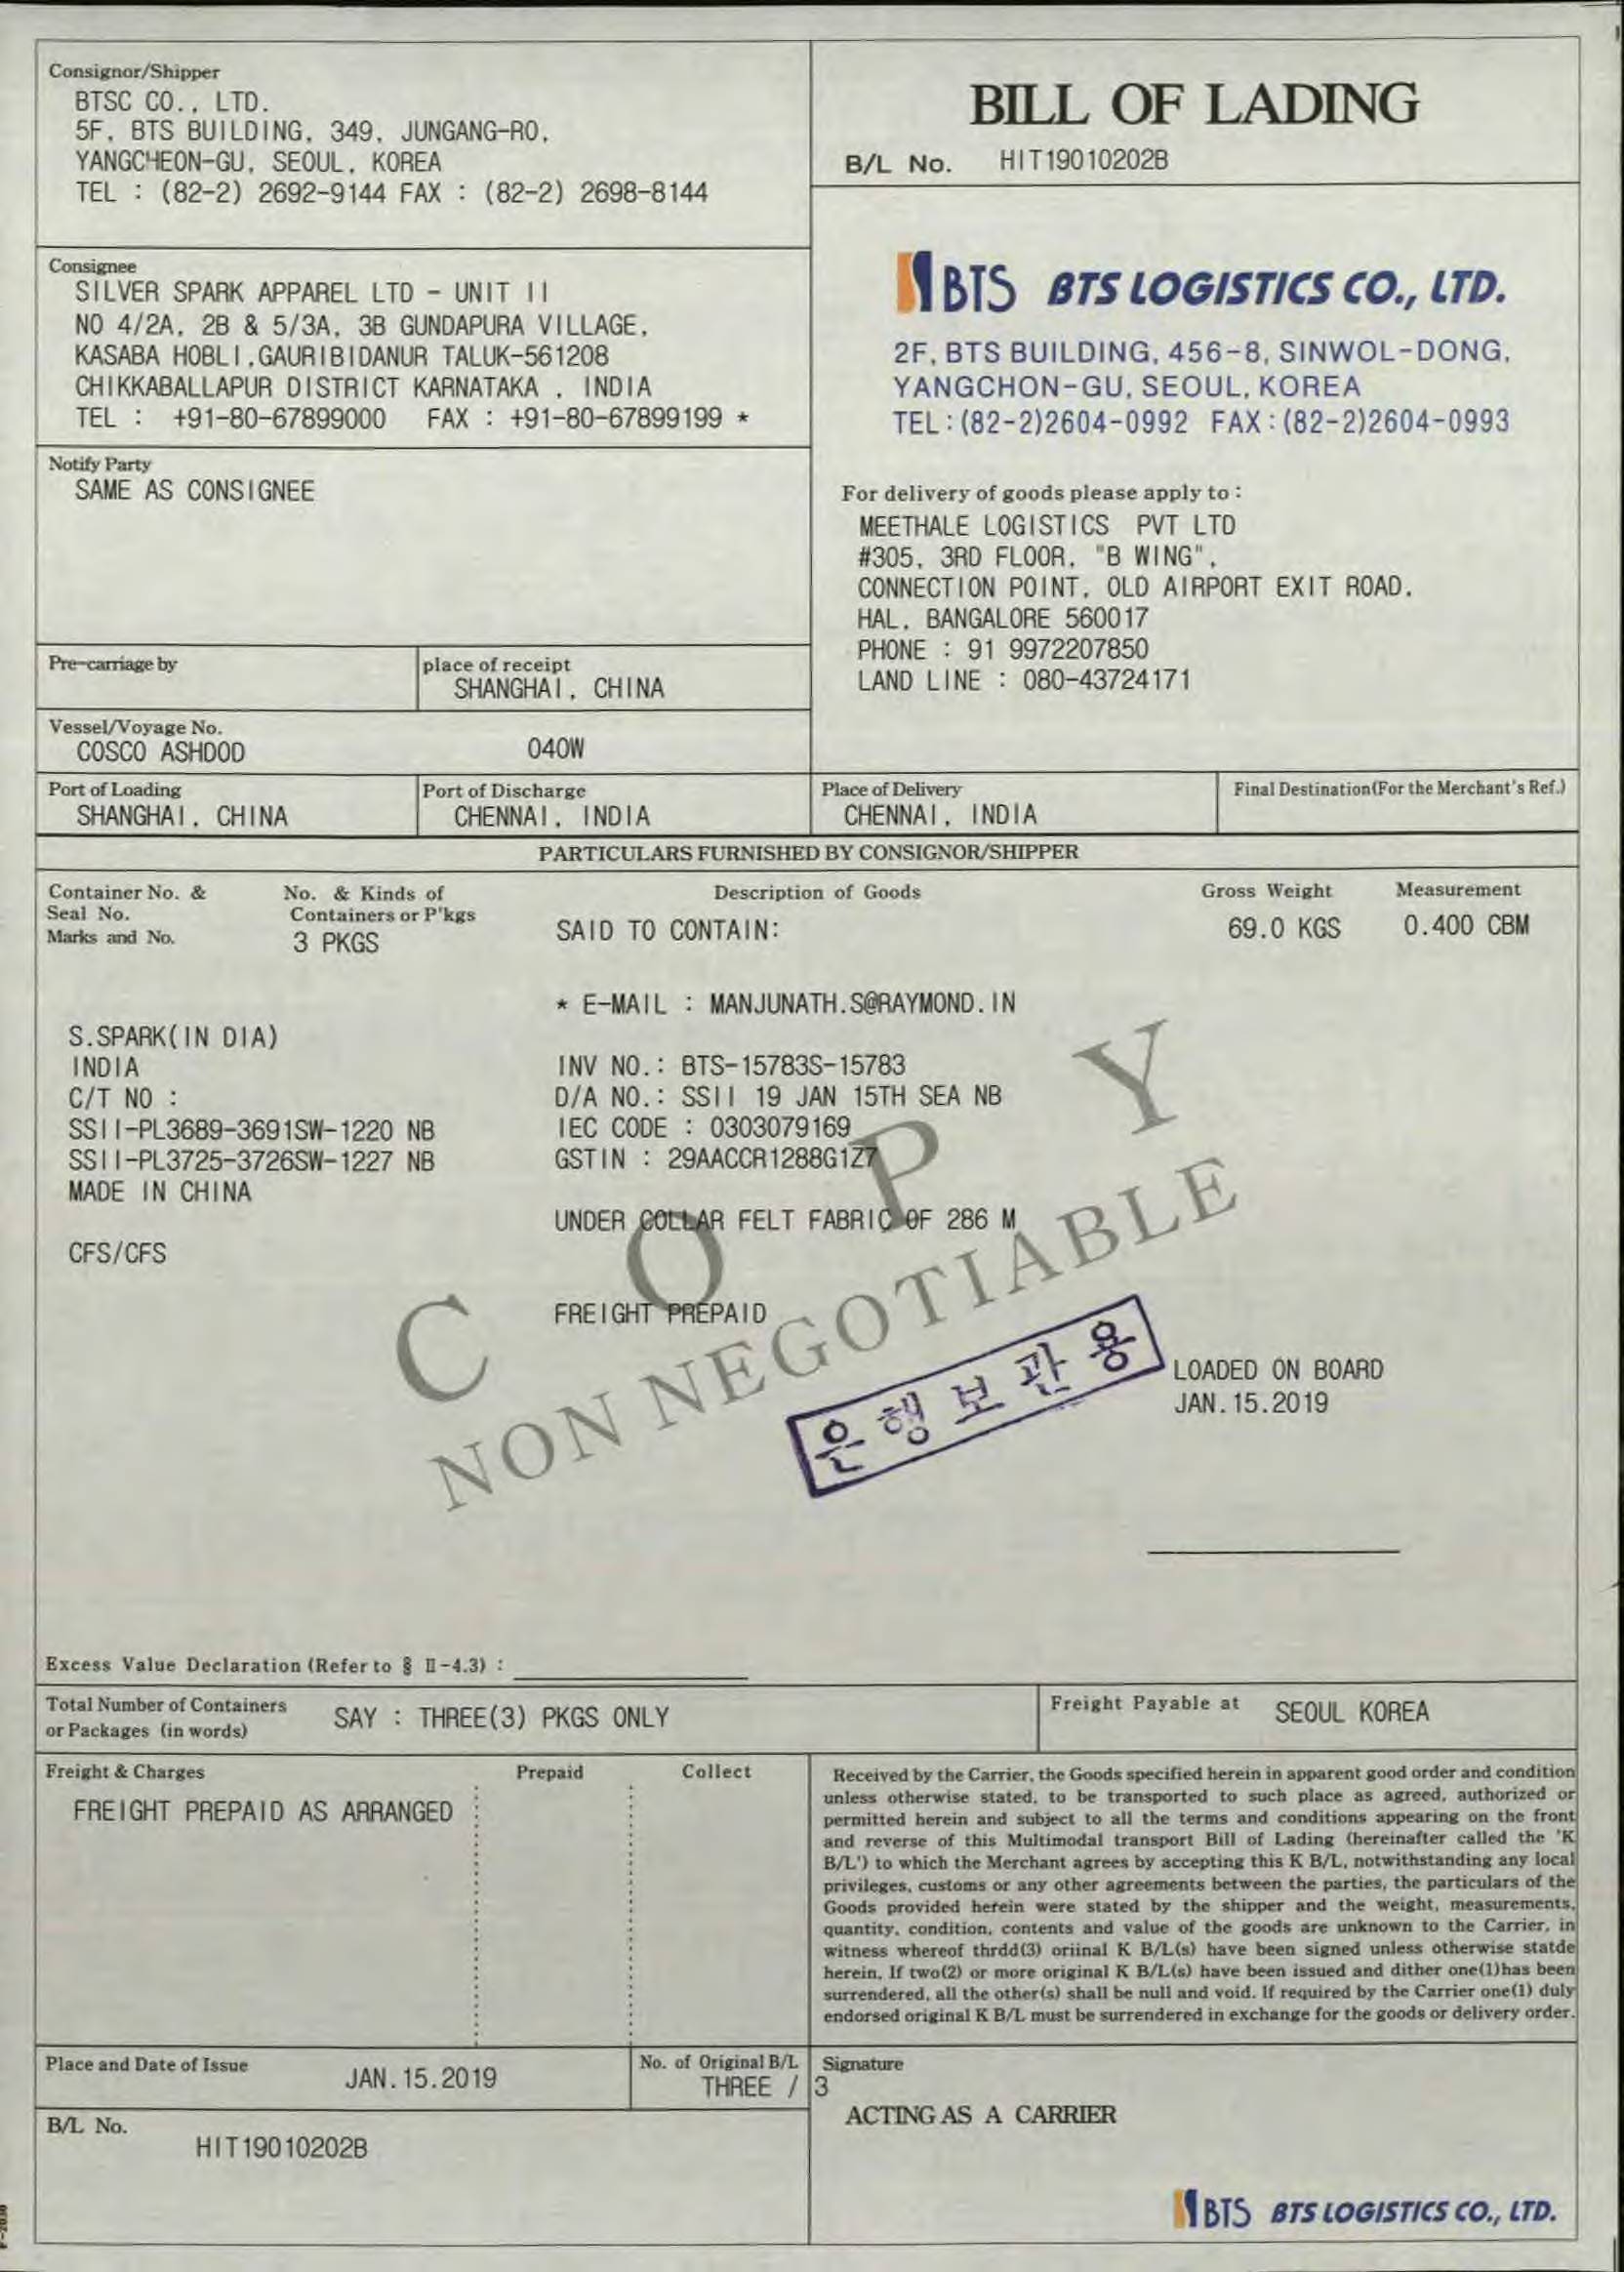 Consignor/Shipper
BTSC CO., LTD.
5F, BTS BUILDING, 349, JUNGANG-RO,
YANGCHEON-GU, SEOUL, KOREA
TEL : (82-2) 2692-9144 FAX : (82-2) 2698-8144
BILL OF LADING
B/L No. HIT19010202B
Consignee
SILVER SPARK APPAREL LTD - UNIT II
NO 4/2A, 2B & 5/3A, 3B GUNDAPURA VILLAGE,
KASABA HOBLI,GAURIBIDANUR TALUK-561208
CHIKKABALLAPUR DISTRICT KARNATAKA , INDIA
TEL : +91-80-67899000 FAX : +91-80-67899199 *
BTS BTS LOGISTICS CO., LTD.
2F, BTS BUILDING, 456-8, SINWOL-DONG,
YANGCHON-GU, SEOUL, KOREA
TEL:(82-2)2604-0992 FAX:(82-2)2604-0993
Notify Party
SAME AS CONSIGNEE
For delivery of goods please apply to :
MEETHALE LOGISTICS PVT LTD
#305, 3RD FLOOR, "B WING",
CONNECTION POINT, OLD AIRPORT EXIT ROAD,
HAL, BANGALORE 560017
PHONE : 91 9972207850
LAND LINE : 080-43724171
Pre-carriage by
place of receipt
SHANGHAI, CHINA
Vessel/Voyage No.
COSCO ASHDOD 040W
Port of Loading
SHANGHAI, CHINA
Port of Discharge
CHENNAI, INDIA
Place of Delivery
CHENNAI, INDIA
Final Destination(For the Merchant's Ref.)
PARTICULARS FURNISHED BY CONSIGNOR/SHIPPER
Container No. &
Seal No.
Marks and No.
No. & Kinds of
Containers or P'kgs
3 PKGS
Description of Goods
SAID TO CONTAIN:
Gross Weight
69.0 KGS
Measurement
0.400 CBM
* E-MAIL : MANJUNATH.S@RAYMOND.IN
S.SPARK(IN DIA)
INDIA
C/T NO :
SSII-PL3689-3691SW-1220 NB
SSII-PL3725-3726SW-1227 NB
MADE IN CHINA
CFS/CFS
INV NO.: BTS-15783S-15783
D/A NO.: SSII 19 JAN 15TH SEA NB
IEC CODE : 0303079169
GSTIN : 29AACCR1288G1Z7
UNDER COLLAR FELT FABRIC OF 286 M
FREIGHT PREPAID
COPY
NON NEGOTIABLE
은행보관용
LOADED ON BOARD
JAN.15.2019
Excess Value Declaration (Refer to § II-4.3) :
Total Number of Containers
or Packages (in words)
SAY : THREE(3) PKGS ONLY
Freight Payable at SEOUL KOREA
Freight & Charges Prepaid Collect
FREIGHT PREPAID AS ARRANGED
Received by the Carrier, the Goods specified herein in apparent good order and condition
unless otherwise stated, to be transported to such place as agreed, authorized or
permitted herein and subject to all the terms and conditions appearing on the front
and reverse of this Multimodal transport Bill of Lading (hereinafter called the 'K
B/L') to which the Merchant agrees by accepting this K B/L, notwithstanding any local
privileges, customs or any other agreements between the parties, the particulars of the
Goods provided herein were stated by the shipper and the weight, measurements,
quantity, condition, contents and value of the goods are unknown to the Carrier, in
witness whereof thrdd(3) oriinal K B/L(s) have been signed unless otherwise statde
herein, If two(2) or more original K B/L(s) have been issued and dither one(1)has been
surrendered, all the other(s) shall be null and void. If required by the Carrier one(1) duly
endorsed original K B/L must be surrendered in exchange for the goods or delivery order.
Place and Date of Issue
JAN.15.2019
No. of Original B/L
THREE / 3
Signature
ACTING AS A CARRIER
B/L No.
HIT19010202B
BTS BTS LOGISTICS CO., LTD.